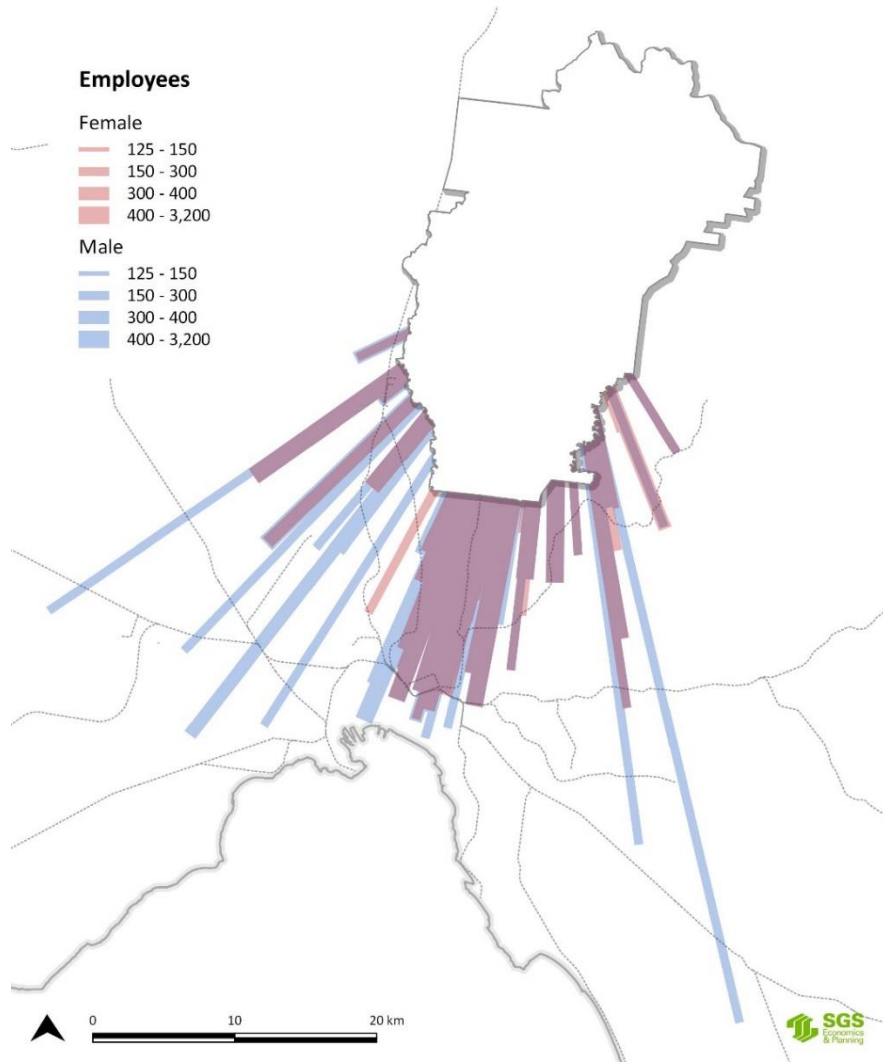 Employees
Female
125 - 150
150 - 300
300 - 400
400 - 3,200
Male
125 - 150
150 - 300
300 - 400
400 - 3,200
0 10 20 km
SGS
Economics
& Planning